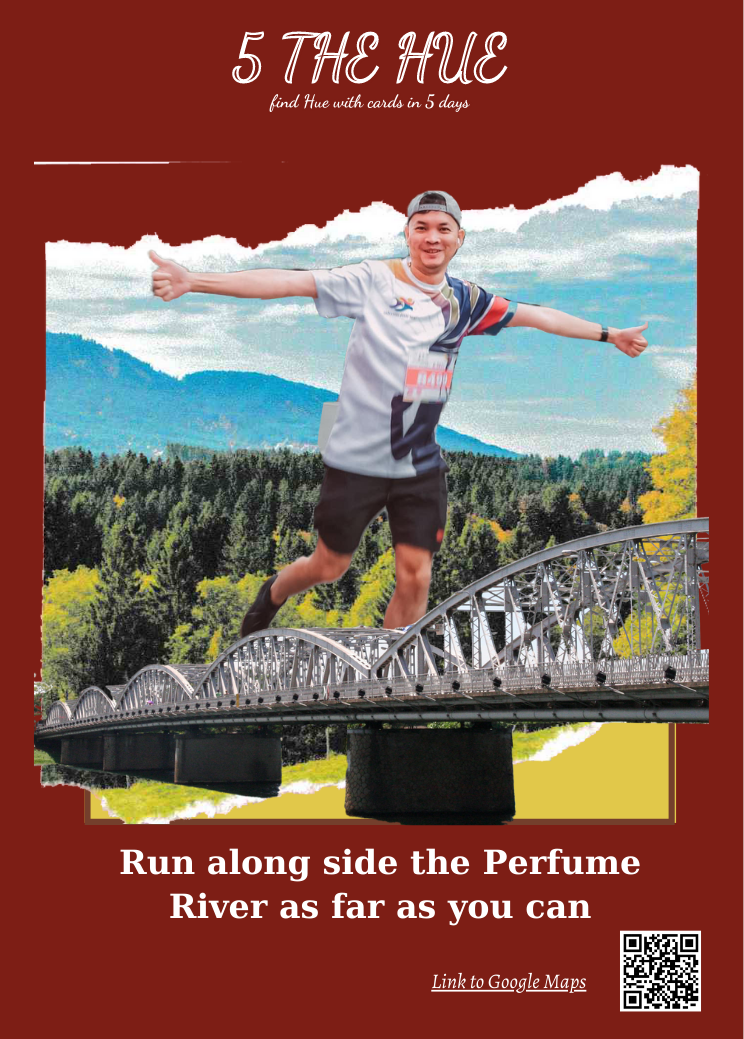 5 THE HUE
find Hue with cards in 5 days
Run along side the Perfume
River as far as you can
Link to Google Maps